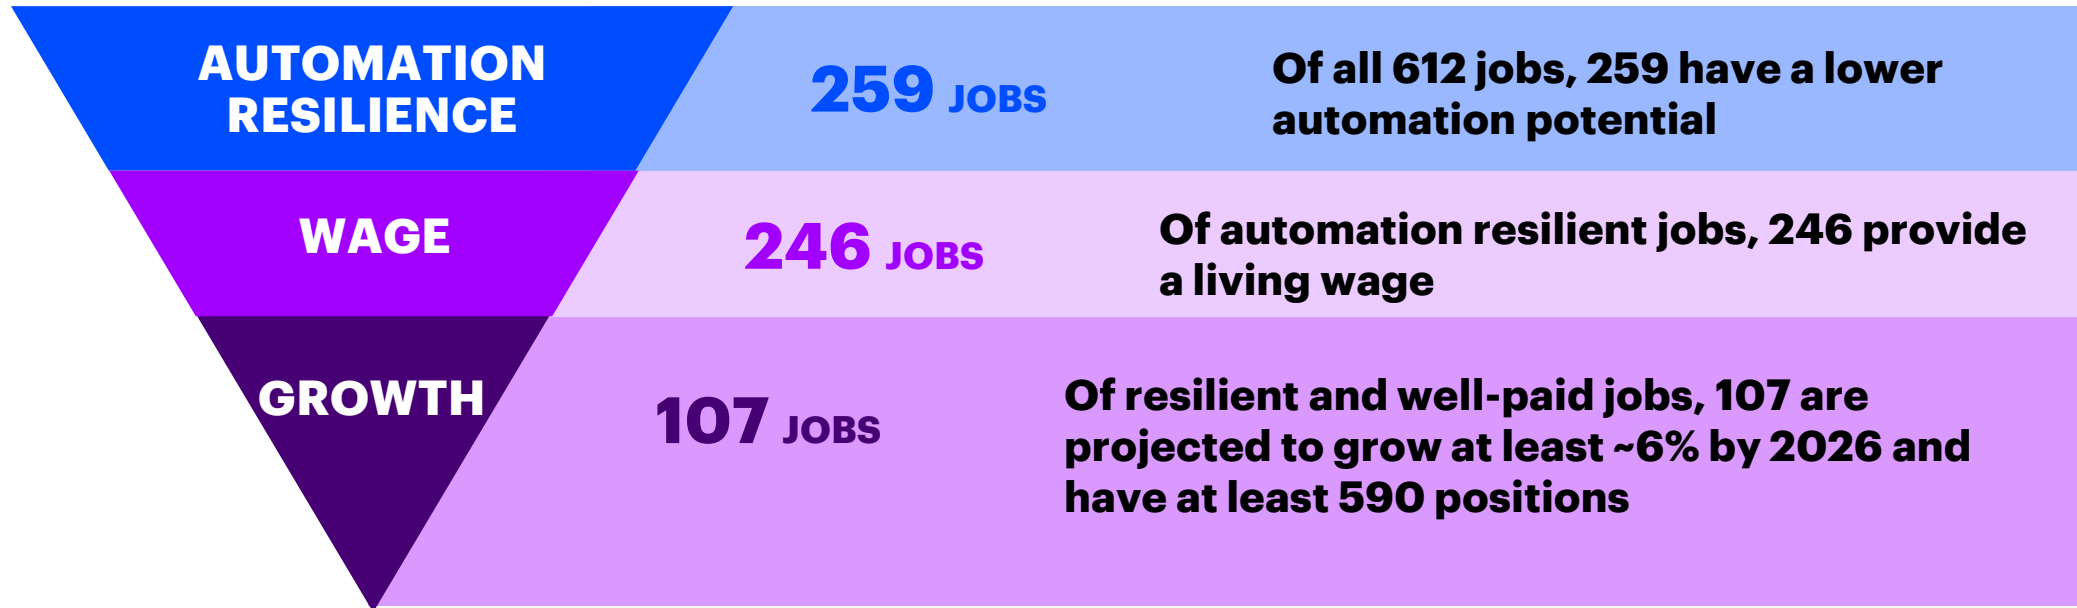 AUTOMATION
RESILIENCE
259 JOBS
Of all 612 jobs, 259 have a lower
automation potential
WAGE
246 JOBS
Of automation resilient jobs, 246 provide
a living wage
GROWTH
107 JOBS
Of resilient and well-paid jobs, 107 are
projected to grow at least ~6% by 2026 and
have at least 590 positions